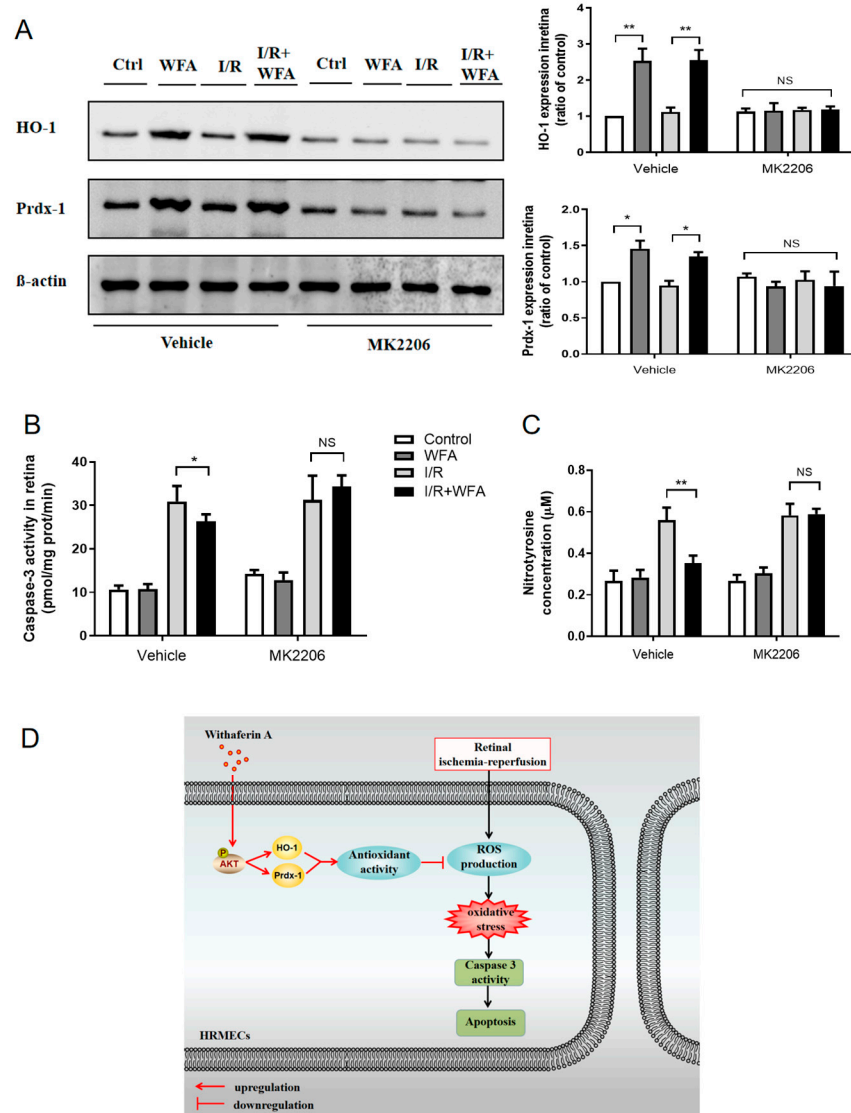 A
Ctrl WFA I/R I/R+ WFA Ctrl WFA I/R I/R+ WFA
HO-1
Prdx-1
ß-actin
Vehicle MK2206
HO-1 expression inretina
(ratio of control)
4
3
2
1
0
** ** NS
Vehicle MK2206
Prdx-1 expression inretina
(ratio of control)
2.0
1.5
1.0
0.5
0.0
* * NS
Vehicle MK2206
B
Caspase-3 activity in retina
(pmol/mg prot/min)
40
30
20
10
0
* NS
Vehicle MK2206
Control
WFA
I/R
I/R+WFA
C
Nitrotyrosine
concentration (μM)
0.8
0.6
0.4
0.2
0.0
** NS
Vehicle MK2206
D
Withaferin A
Retinal
ischemia-reperfusion
P
AKT
HO-1
Prdx-1
Antioxidant
activity
ROS
production
oxidative
stress
Caspase 3
activity
Apoptosis
HRMECs
upregulation
downregulation